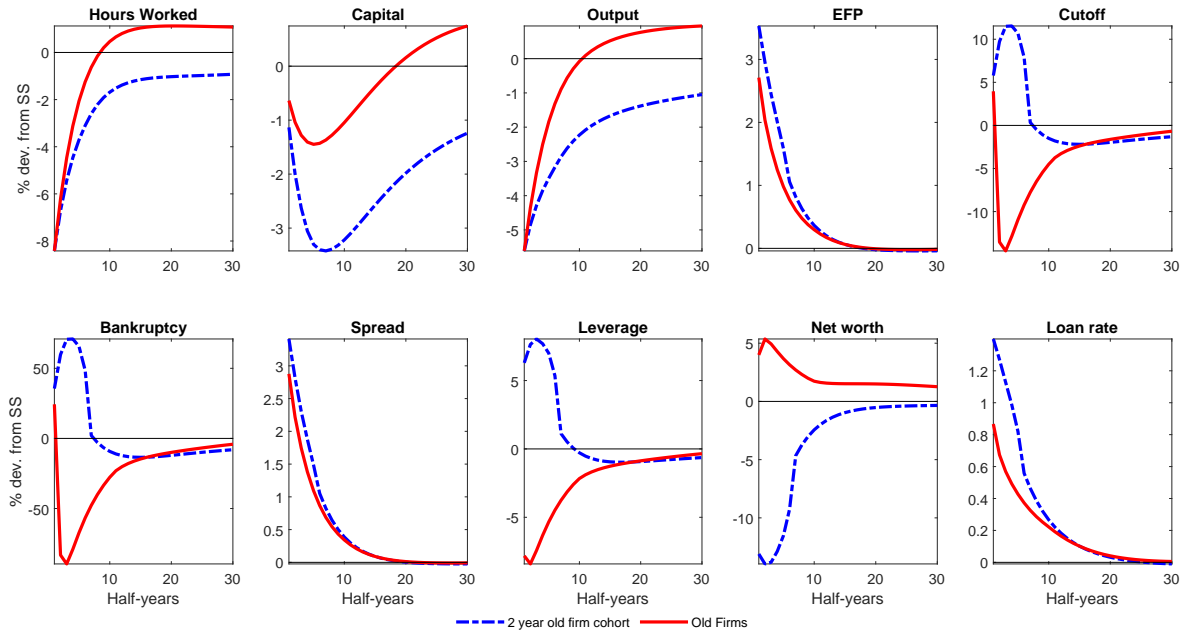 Hours Worked Capital Output EFP Cutoff
% dev. from SS
0
-2
-4
-6
-8
10 20 30
0
-1
-2
-3
10 20 30
0
-1
-2
-3
-4
-5
10 20 30
3
2
1
0
10 20 30
10
5
0
-5
-10
10 20 30
Bankruptcy Spread Leverage Net worth Loan rate
% dev. from SS
50
0
-50
10 20 30
Half-years
3.5
3
2.5
2
1.5
1
0.5
0
10 20 30
Half-years
5
0
-5
10 20 30
Half-years
5
0
-5
-10
10 20 30
Half-years
1.2
1
0.8
0.6
0.4
0.2
0
10 20 30
Half-years
2 year old firm cohort Old Firms